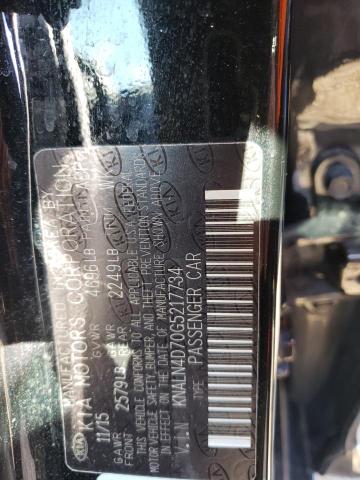 MANUFACTURED IN KOREA BY
KIA MOTORS CORPORATION
11/15 GVWR 4696LB
GAWR FRONT 2579LB GAWR REAR 2249LB
THIS VEHICLE CONFORMS TO ALL APPLICABLE U.S. FEDERAL
MOTOR VEHICLE SAFETY, BUMPER, AND THEFT PREVENTION STANDARDS
IN EFFECT ON THE DATE OF MANUFACTURE SHOWN ABOVE.
V.I.N : KNALN4D70G5217734
TYPE : PASSENGER CAR